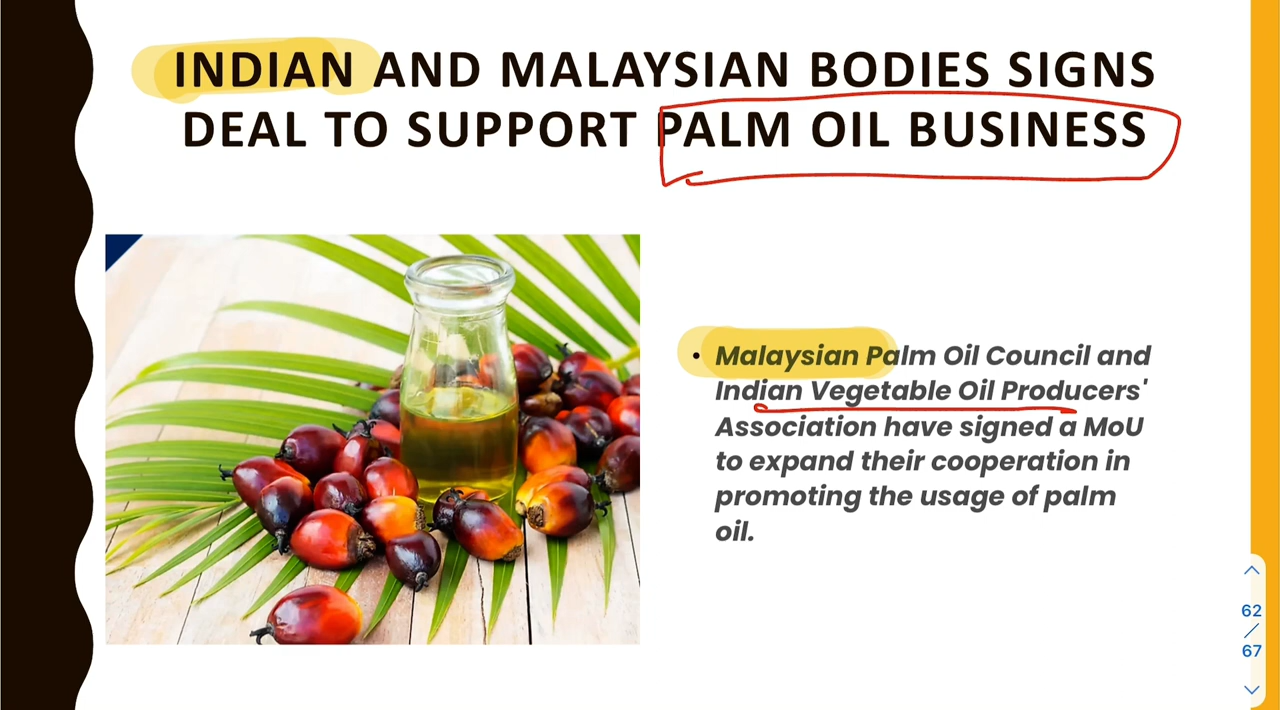 INDIAN AND MALAYSIAN BODIES SIGNS
DEAL TO SUPPORT PALM OIL BUSINESS
• Malaysian Palm Oil Council and
Indian Vegetable Oil Producers'
Association have signed a MoU
to expand their cooperation in
promoting the usage of palm
oil.
62
/
67